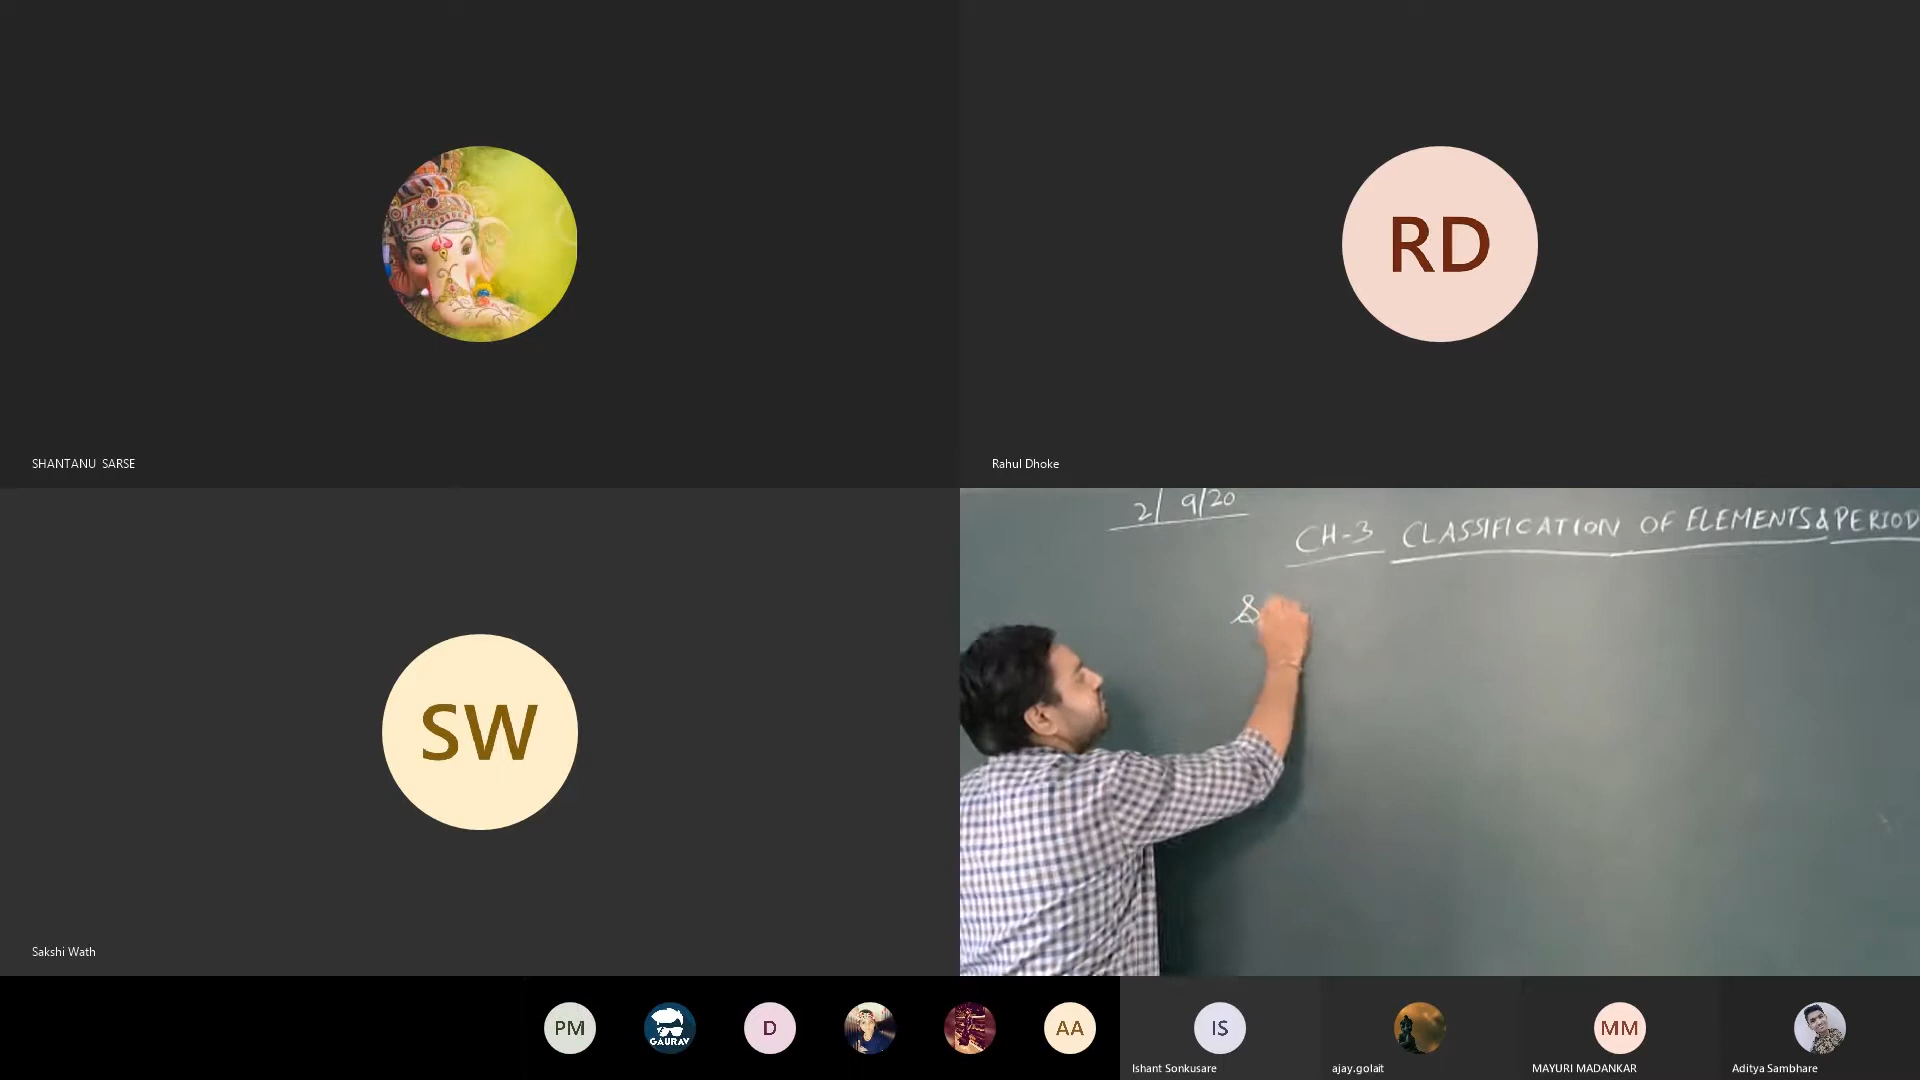 RD
SHANTANU SARSE
Rahul Dhoke
2/ 9/20
CH-3 CLASSIFICATION OF ELEMENTS & PERIOD
SW
Sakshi Wath
PM
GAURAV
D
AA
IS
MM
Ishant Sonkusare
ajay.golait
MAYURI MADANKAR
Aditya Sambhare